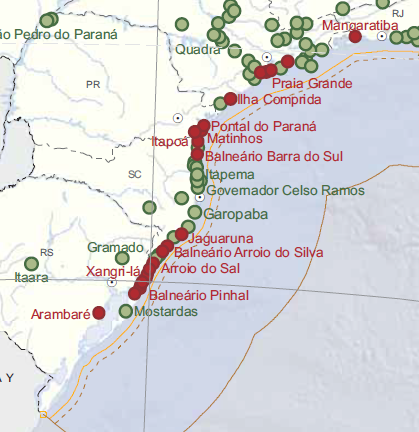 RJ
Mangaratiba
ão Pedro do Paraná
Quadra
PR
Praia Grande
Ilha Comprida
Pontal do Paraná
Matinhos
Itapoá
Balneário Barra do Sul
SC
Itapema
Governador Celso Ramos
Garopaba
Jaguaruna
Gramado
Balneário Arroio do Silva
RS
Xangri-lá
Arroio do Sal
Itaara
Balneário Pinhal
Arambaré
Mostardas
A Y